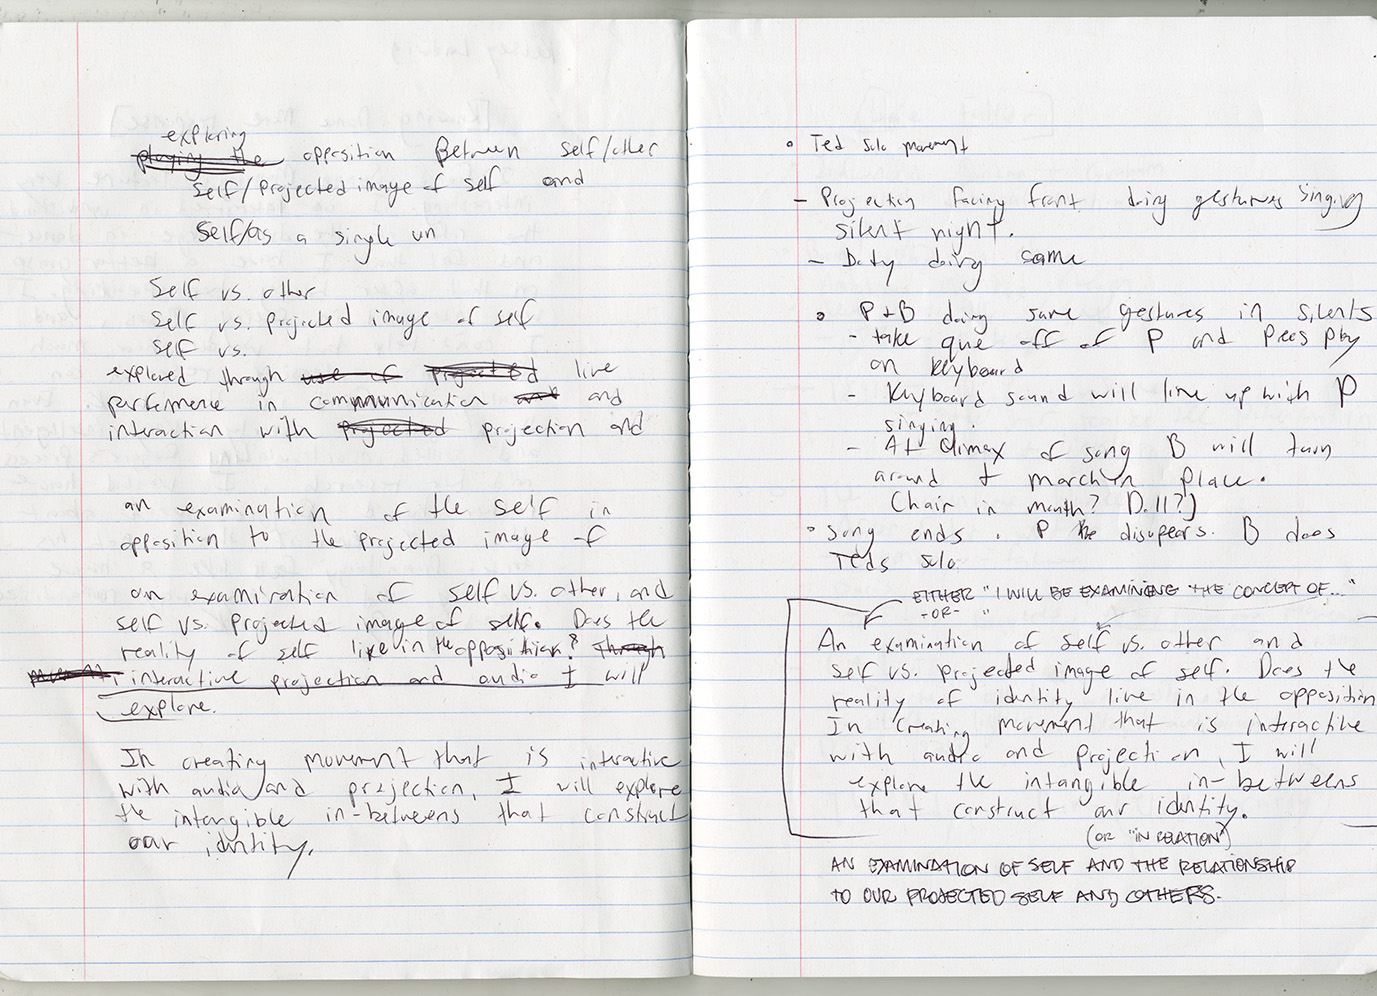 exploring
playing the opposition Between self/other
self/Projected image of self and
self/as a single un
Self vs. other
Self vs. projected image of self
Self vs.
explored through use of projected live
performence in communication and and
interaction with projected projection and
an examination of the self in
opposition to the projected image of
an examination of self vs. other, and
self vs. projected image of self. Does the
reality of self live in the opposition? Through
movement interactive projection and audio I will
explore.
In creating movement that is interactive
with audio and projection, I will explore
the intangible in-betweens that construct
our identity.
• Ted solo movement
- Projection facing front doing gestures singing
silent night.
- Body doing same
• P + B doing same gestures in silents
- take que off of P and press play
on keyboard
- Keyboard sound will line up with P
singing.
- At climax of song B will turn
around + march in place.
Chair in mouth? Doll?)
• Song ends. P disapears. B does
Teds solo
EITHER "I WILL BE EXAMINING THE CONCEPT OF..."
-OR- "
An examination of self vs. other and
self vs. projected image of self. Does the
reality of identity live in the opposition
In creating movement that is interactive
with audio and projection, I will
explore the intangible in-betweens
that construct our identity.
(OR "IN RELATION")
AN EXAMINATION OF SELF AND THE RELATIONSHIP
TO OUR PROJECTED SELF AND OTHERS.